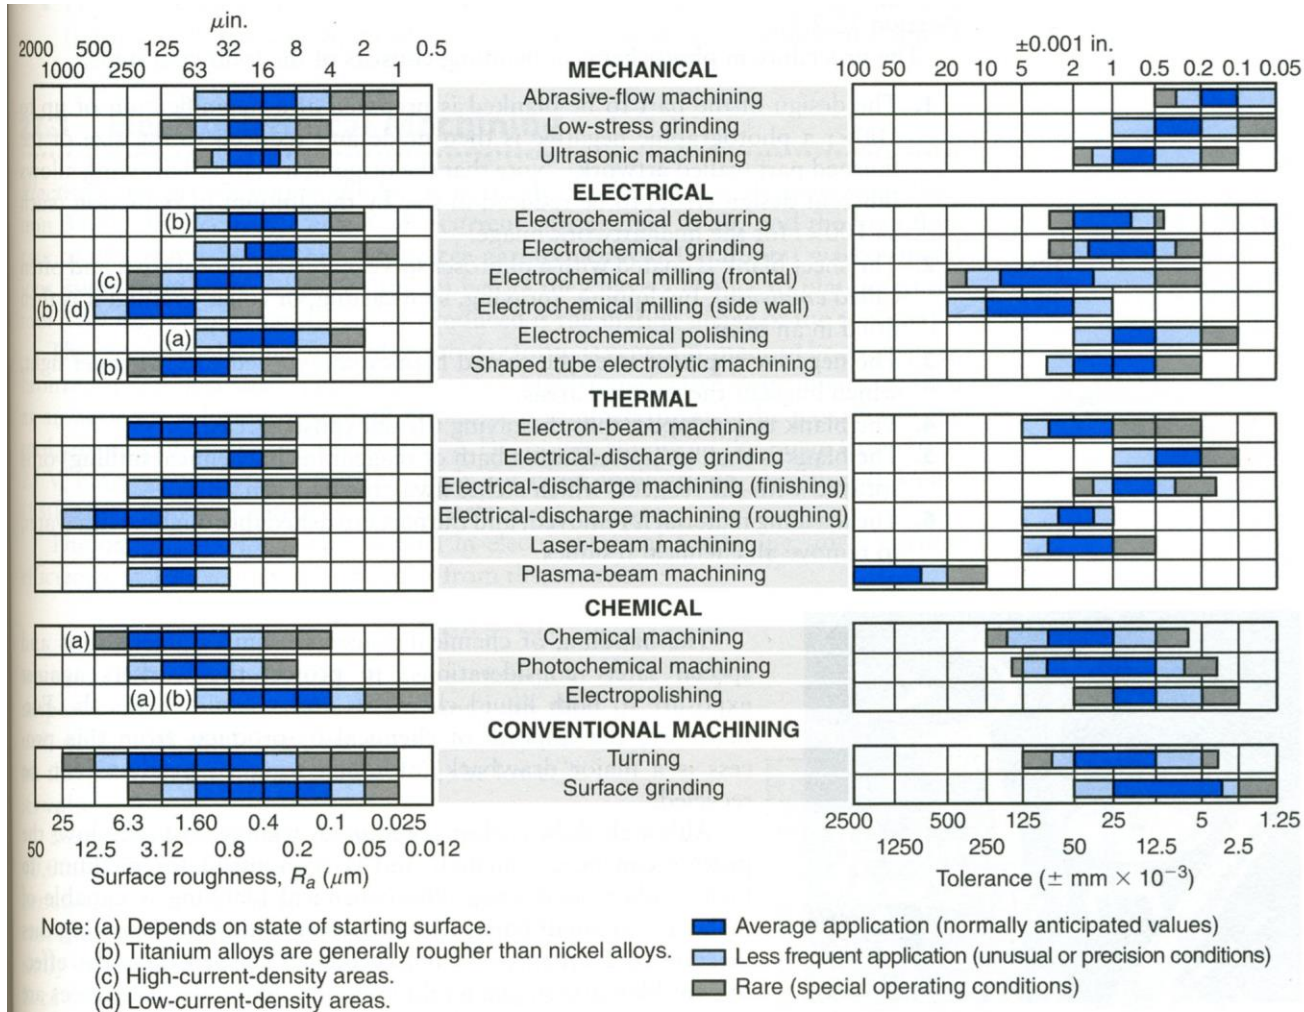 μin.
2000 500 125 32 8 2 0.5
1000 250 63 16 4 1
±0.001 in.
100 50 20 10 5 2 1 0.5 0.2 0.1 0.05
MECHANICAL
Abrasive-flow machining
Low-stress grinding
Ultrasonic machining
ELECTRICAL
(b) Electrochemical deburring
Electrochemical grinding
(c) Electrochemical milling (frontal)
(b) (d) Electrochemical milling (side wall)
(a) Electrochemical polishing
(b) Shaped tube electrolytic machining
THERMAL
Electron-beam machining
Electrical-discharge grinding
Electrical-discharge machining (finishing)
Electrical-discharge machining (roughing)
Laser-beam machining
Plasma-beam machining
CHEMICAL
(a) Chemical machining
Photochemical machining
(a) (b) Electropolishing
CONVENTIONAL MACHINING
Turning
Surface grinding
25 6.3 1.60 0.4 0.1 0.025
50 12.5 3.12 0.8 0.2 0.05 0.012
Surface roughness, Rₐ (μm)
2500 500 125 25 5 1.25
1250 250 50 12.5 2.5
Tolerance (± mm × 10⁻³)
Note: (a) Depends on state of starting surface.
(b) Titanium alloys are generally rougher than nickel alloys.
(c) High-current-density areas.
(d) Low-current-density areas.
Average application (normally anticipated values)
Less frequent application (unusual or precision conditions)
Rare (special operating conditions)